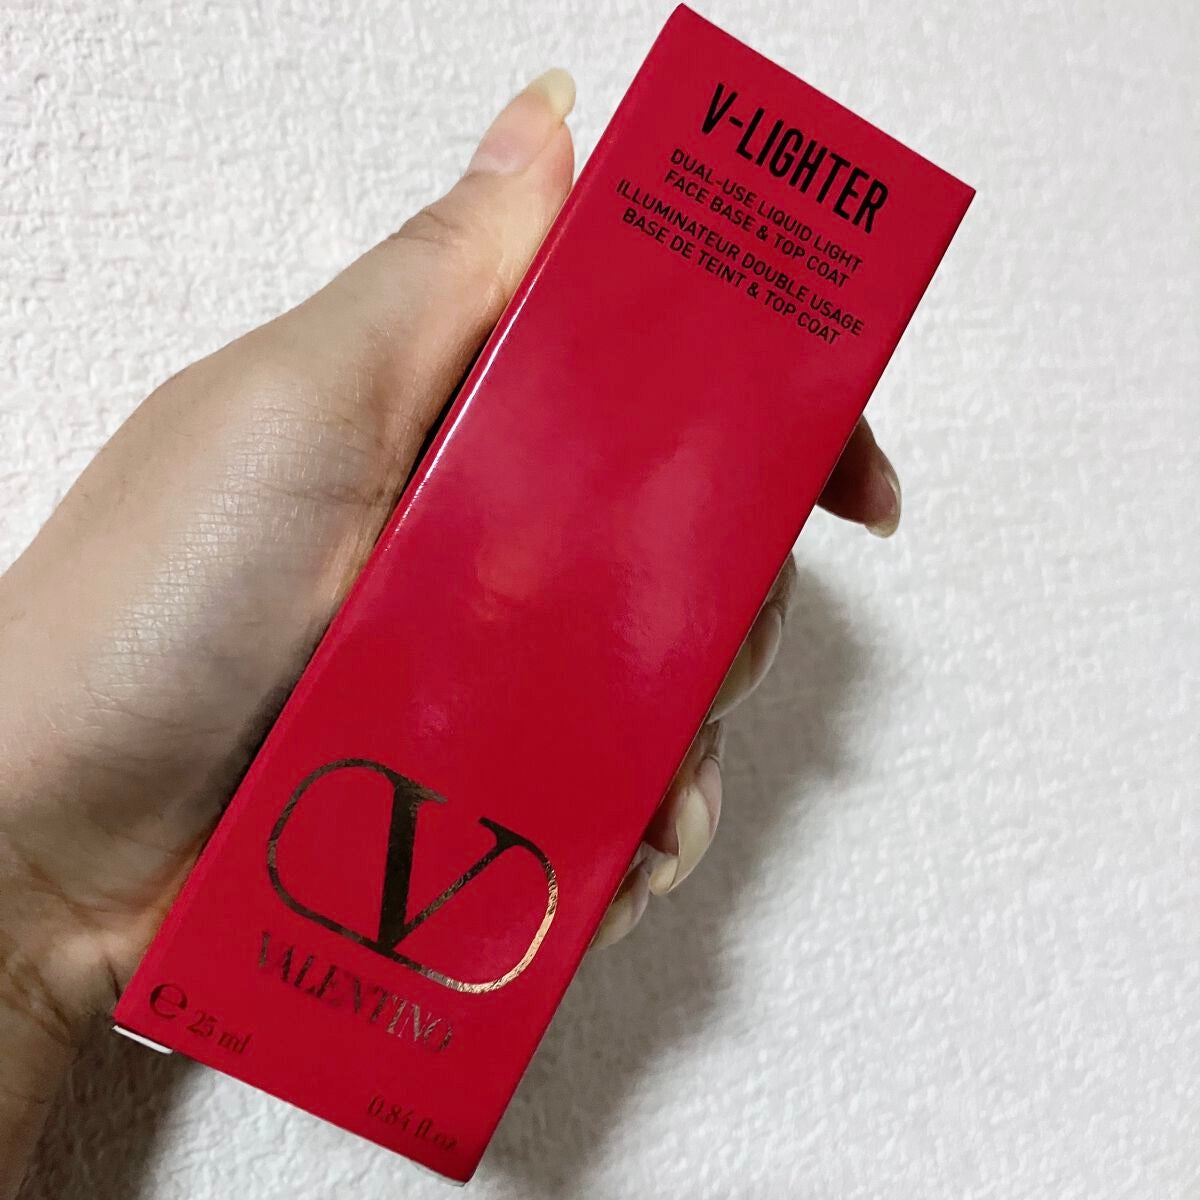 V-LIGHTER
DUAL-USE LIQUID LIGHT
FACE BASE & TOP COAT
ILLUMINATEUR DOUBLE USAGE
BASE DE TEINT & TOP COAT
V
VALENTINO
℮ 25 ml
0.84 fl.oz